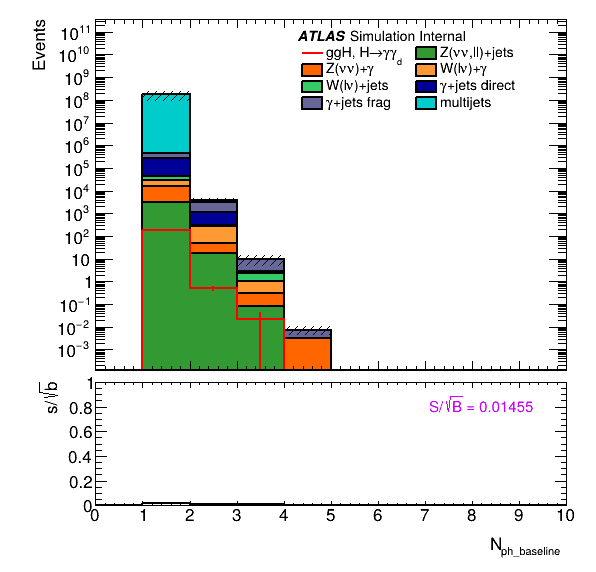 Events
ATLAS Simulation Internal
ggH, H→γγ_d
Z(νν,ll)+jets
Z(νν)+γ
W(lν)+γ
W(lν)+jets
γ+jets direct
γ+jets frag
multijets
10^11
10^10
10^9
10^8
10^7
10^6
10^5
10^4
10^3
10^2
10
1
10^−1
10^−2
10^−3
s/√b
1
0.8
0.6
0.4
0.2
0
S/√B = 0.01455
0 1 2 3 4 5 6 7 8 9 10
N_ph_baseline